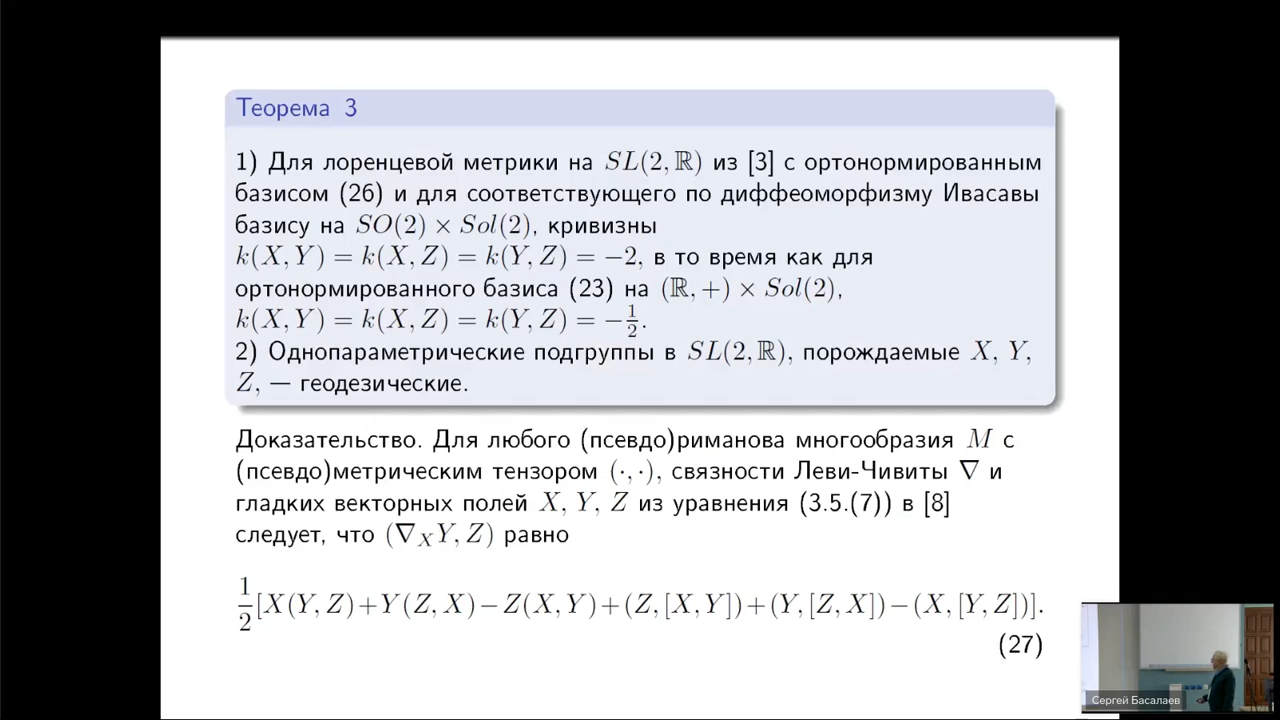 Теорема 3
1) Для лоренцевой метрики на SL(2, ℝ) из [3] с ортонормированным
базисом (26) и для соответствующего по диффеоморфизму Ивасавы
базису на SO(2) × Sol(2), кривизны
k(X, Y) = k(X, Z) = k(Y, Z) = −2, в то время как для
ортонормированного базиса (23) на (ℝ, +) × Sol(2),
k(X, Y) = k(X, Z) = k(Y, Z) = −1/2.
2) Однопараметрические подгруппы в SL(2, ℝ), порождаемые X, Y,
Z, — геодезические.
Доказательство. Для любого (псевдо)риманова многообразия M с
(псевдо)метрическим тензором (·, ·), связности Леви-Чивиты ∇ и
гладких векторных полей X, Y, Z из уравнения (3.5.(7)) в [8]
следует, что (∇_X Y, Z) равно
1/2[X(Y, Z)+Y(Z, X)−Z(X, Y)+(Z, [X, Y])+(Y, [Z, X])−(X, [Y, Z])].
(27)
Сергей Басалаев